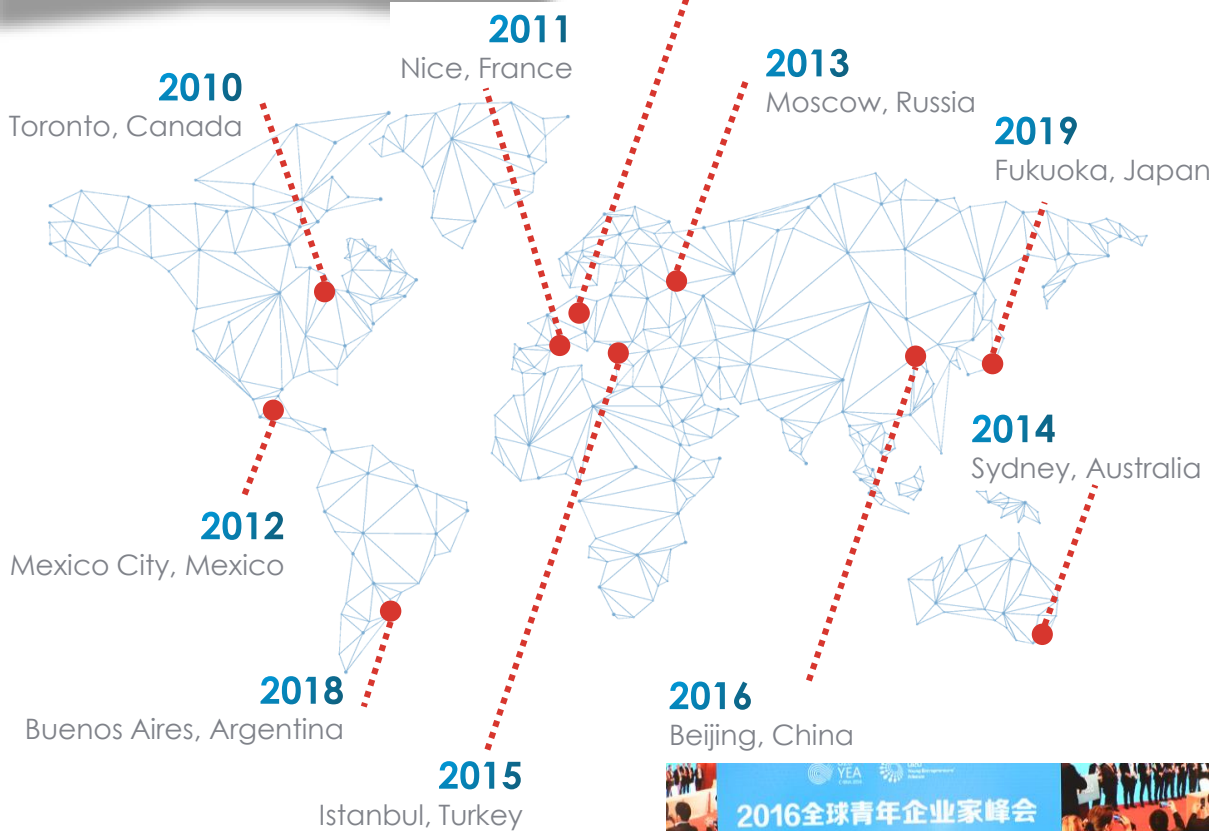 2011
Nice, France
2013
Moscow, Russia
2010
Toronto, Canada
2019
Fukuoka, Japan
2014
Sydney, Australia
2012
Mexico City, Mexico
2018
Buenos Aires, Argentina
2016
Beijing, China
2015
Istanbul, Turkey
YEA
2016全球青年企业家峰会